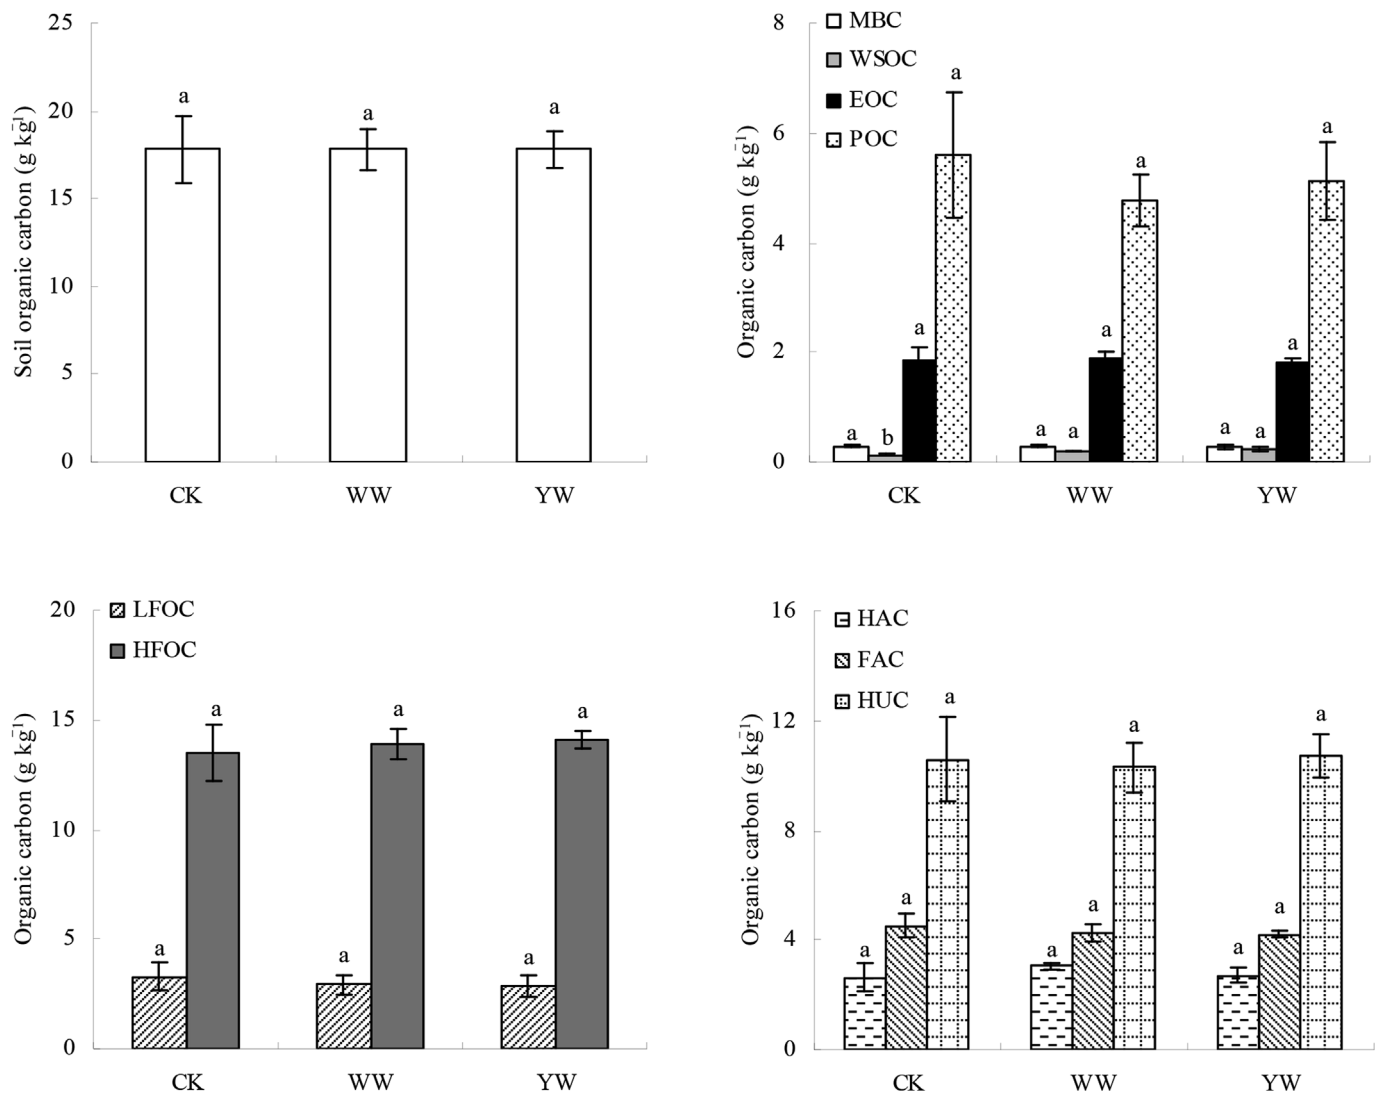 Soil organic carbon (g kg-1)
25
20
15
10
5
0
a
a
a
CK
WW
YW
Organic carbon (g kg-1)
8
6
4
2
0
MBC
WSOC
EOC
POC
a
b
a
a
a
a
a
a
a
a
a
a
CK
WW
YW
Organic carbon (g kg-1)
20
15
10
5
0
LFOC
HFOC
a
a
a
a
a
a
CK
WW
YW
Organic carbon (g kg-1)
16
12
8
4
0
HAC
FAC
HUC
a
a
a
a
a
a
a
a
a
CK
WW
YW